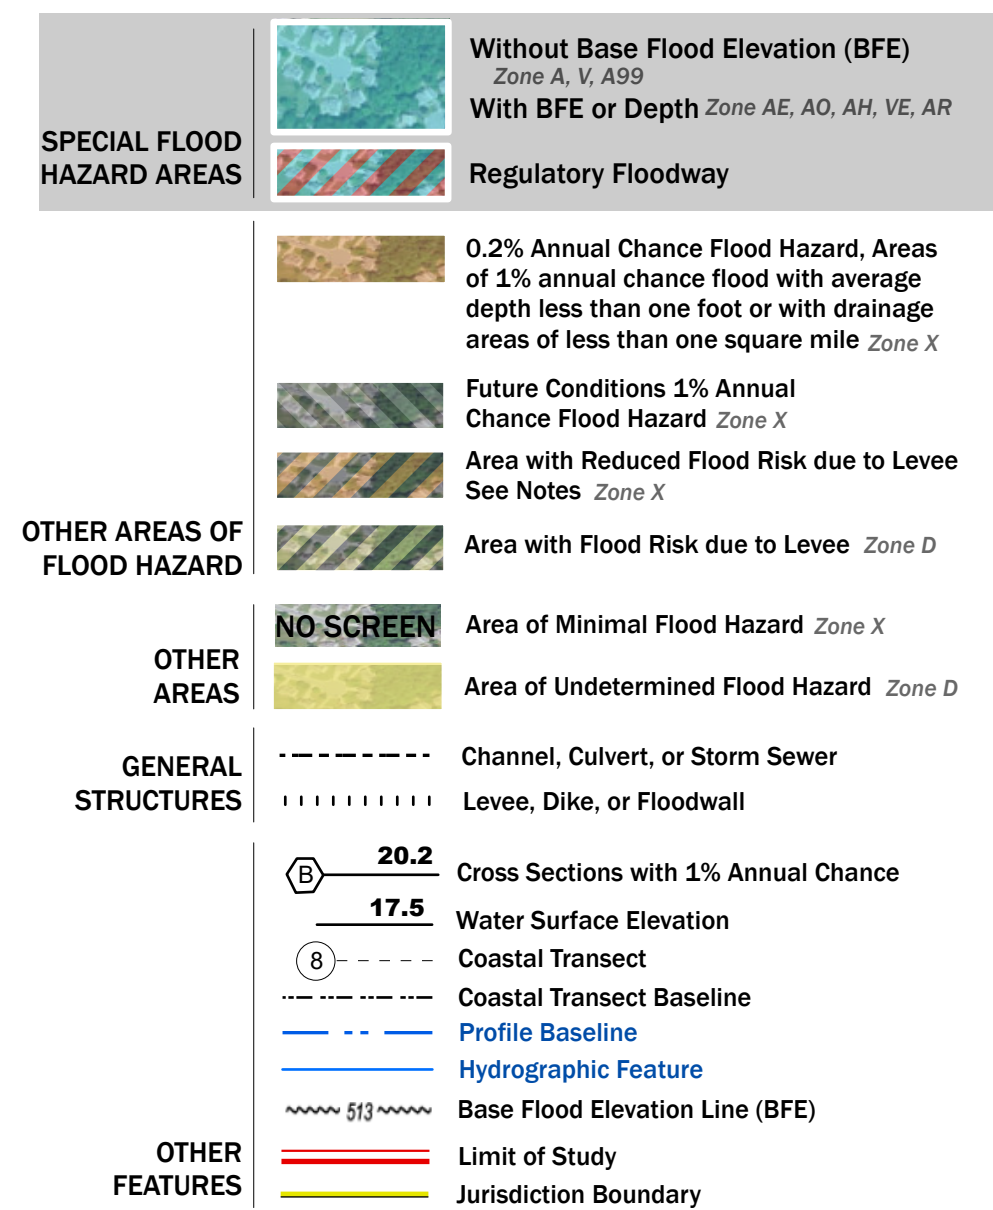 SPECIAL FLOOD
HAZARD AREAS
Without Base Flood Elevation (BFE)
Zone A, V, A99
With BFE or Depth Zone AE, AO, AH, VE, AR
Regulatory Floodway
OTHER AREAS OF
FLOOD HAZARD
0.2% Annual Chance Flood Hazard, Areas
of 1% annual chance flood with average
depth less than one foot or with drainage
areas of less than one square mile Zone X
Future Conditions 1% Annual
Chance Flood Hazard Zone X
Area with Reduced Flood Risk due to Levee
See Notes Zone X
Area with Flood Risk due to Levee Zone D
OTHER
AREAS
NO SCREEN Area of Minimal Flood Hazard Zone X
Area of Undetermined Flood Hazard Zone D
GENERAL
STRUCTURES
Channel, Culvert, or Storm Sewer
Levee, Dike, or Floodwall
OTHER
FEATURES
B 20.2 Cross Sections with 1% Annual Chance
17.5 Water Surface Elevation
8 Coastal Transect
Coastal Transect Baseline
Profile Baseline
Hydrographic Feature
513 Base Flood Elevation Line (BFE)
Limit of Study
Jurisdiction Boundary